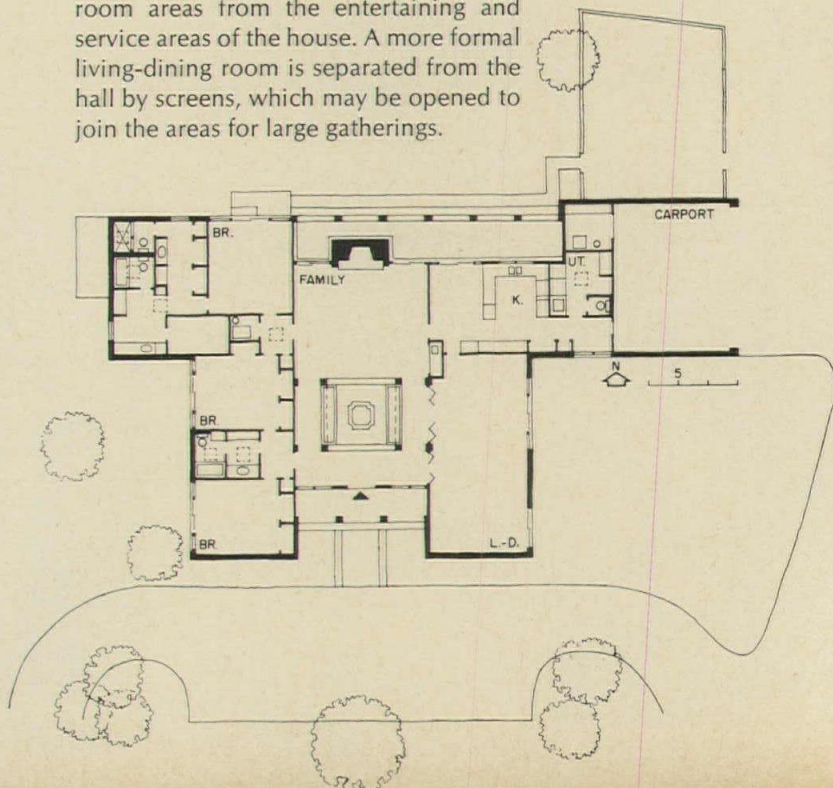 room areas from the entertaining and
service areas of the house. A more formal
living-dining room is separated from the
hall by screens, which may be opened to
join the areas for large gatherings.
CARPORT
BR.
UT.
FAMILY
K.
N
5
BR.
BR.
L.-D.